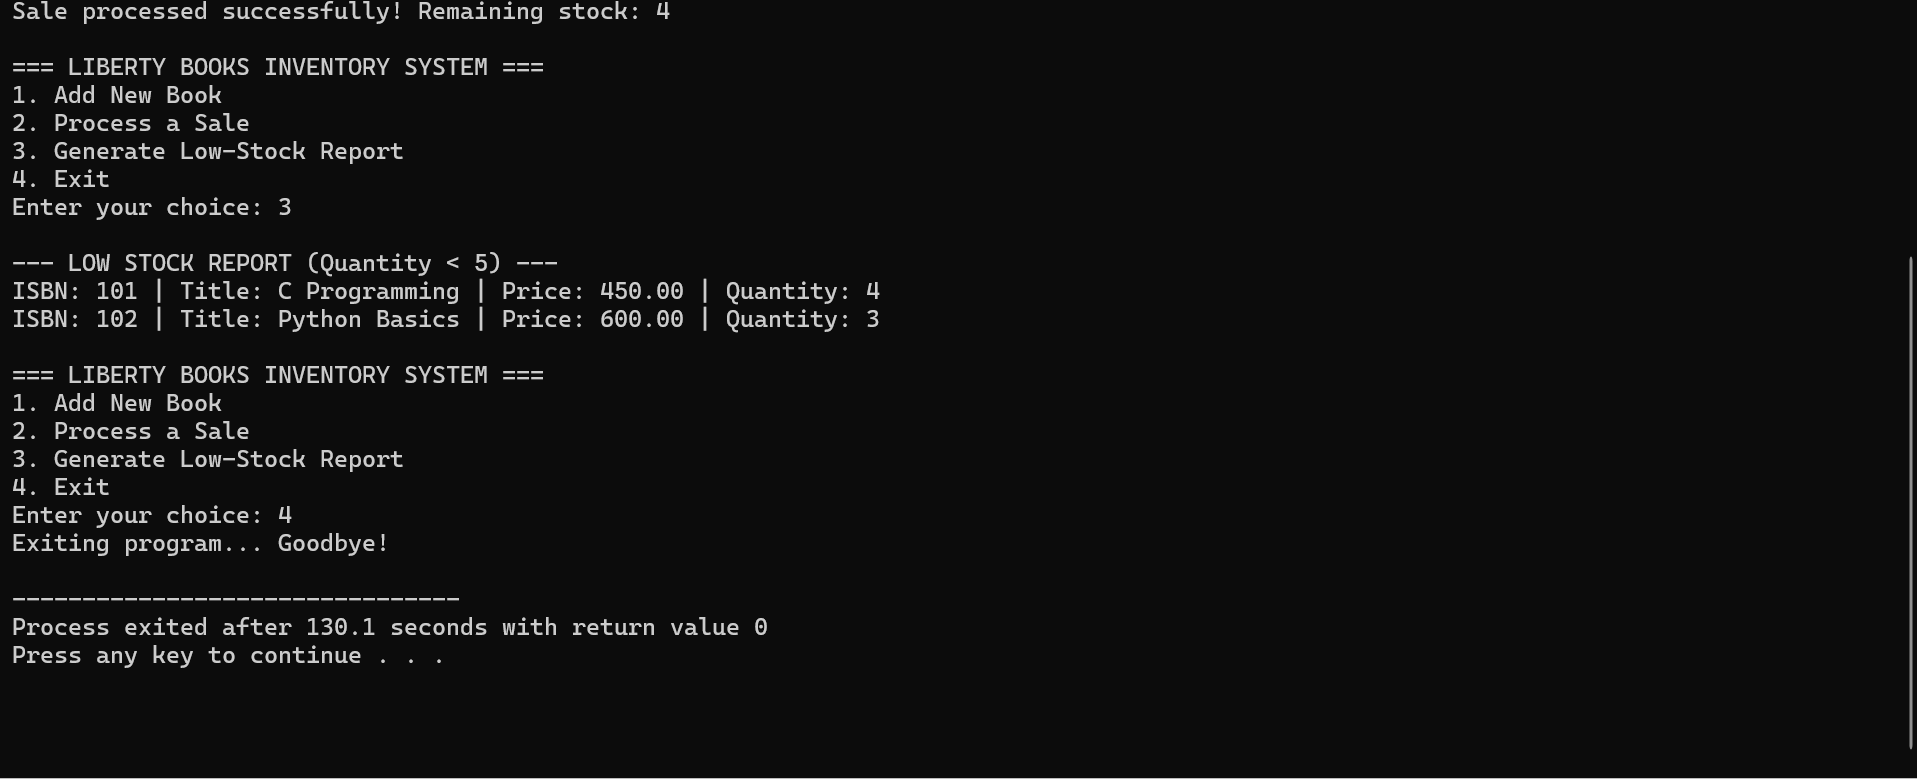 Sale processed successfully! Remaining stock: 4
=== LIBERTY BOOKS INVENTORY SYSTEM ===
1. Add New Book
2. Process a Sale
3. Generate Low-Stock Report
4. Exit
Enter your choice: 3
--- LOW STOCK REPORT (Quantity < 5) ---
ISBN: 101 | Title: C Programming | Price: 450.00 | Quantity: 4
ISBN: 102 | Title: Python Basics | Price: 600.00 | Quantity: 3
=== LIBERTY BOOKS INVENTORY SYSTEM ===
1. Add New Book
2. Process a Sale
3. Generate Low-Stock Report
4. Exit
Enter your choice: 4
Exiting program... Goodbye!
--------------------------------
Process exited after 130.1 seconds with return value 0
Press any key to continue . . .